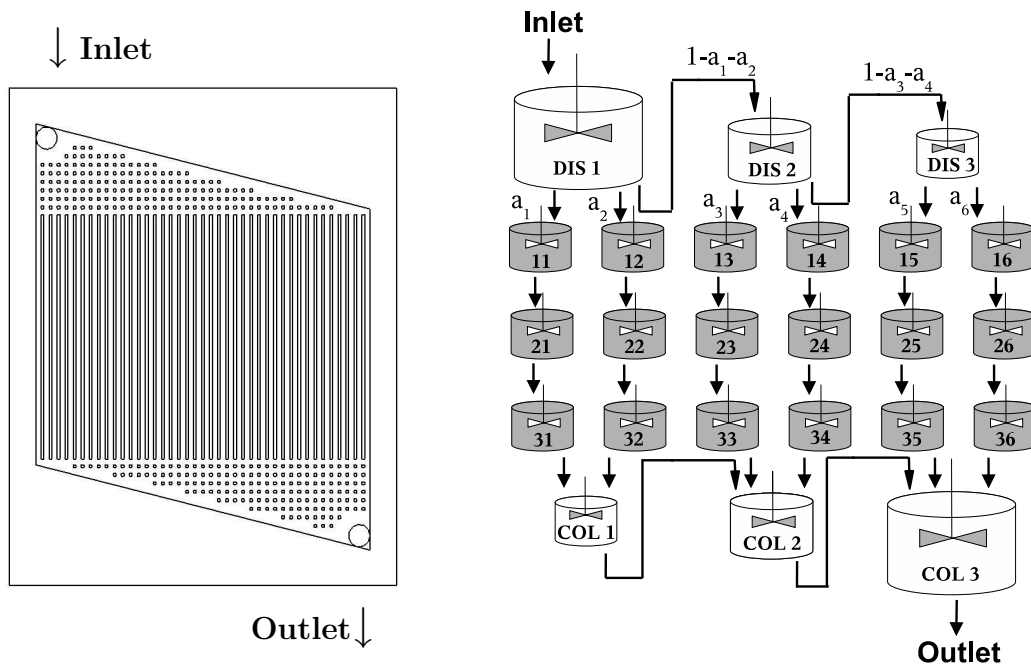 ↓ Inlet
Outlet ↓
Inlet
1-a₁-a₂
1-a₃-a₄
DIS 1
DIS 2
DIS 3
a₁ a₂ a₃ a₄ a₅ a₆
11 12 13 14 15 16
21 22 23 24 25 26
31 32 33 34 35 36
COL 1
COL 2
COL 3
Outlet